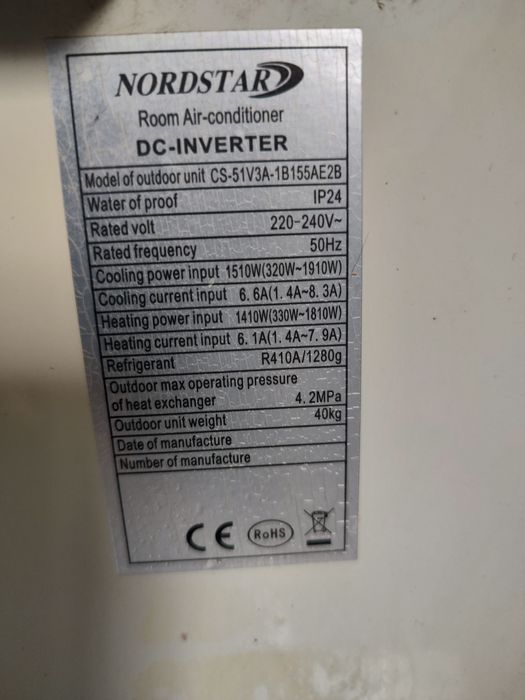 NORDSTAR
Room Air-conditioner
DC-INVERTER
Model of outdoor unit CS-51V3A-1B155AE2B
Water of proof IP24
Rated volt 220-240V~
Rated frequency 50Hz
Cooling power input 1510W(320W~1910W)
Cooling current input 6.6A(1.4A~8.3A)
Heating power input 1410W(330W~1810W)
Heating current input 6.1A(1.4A~7.9A)
Refrigerant R410A/1280g
Outdoor max operating pressure
of heat exchanger 4.2MPa
Outdoor unit weight 40kg
Date of manufacture
Number of manufacture
CE RoHS